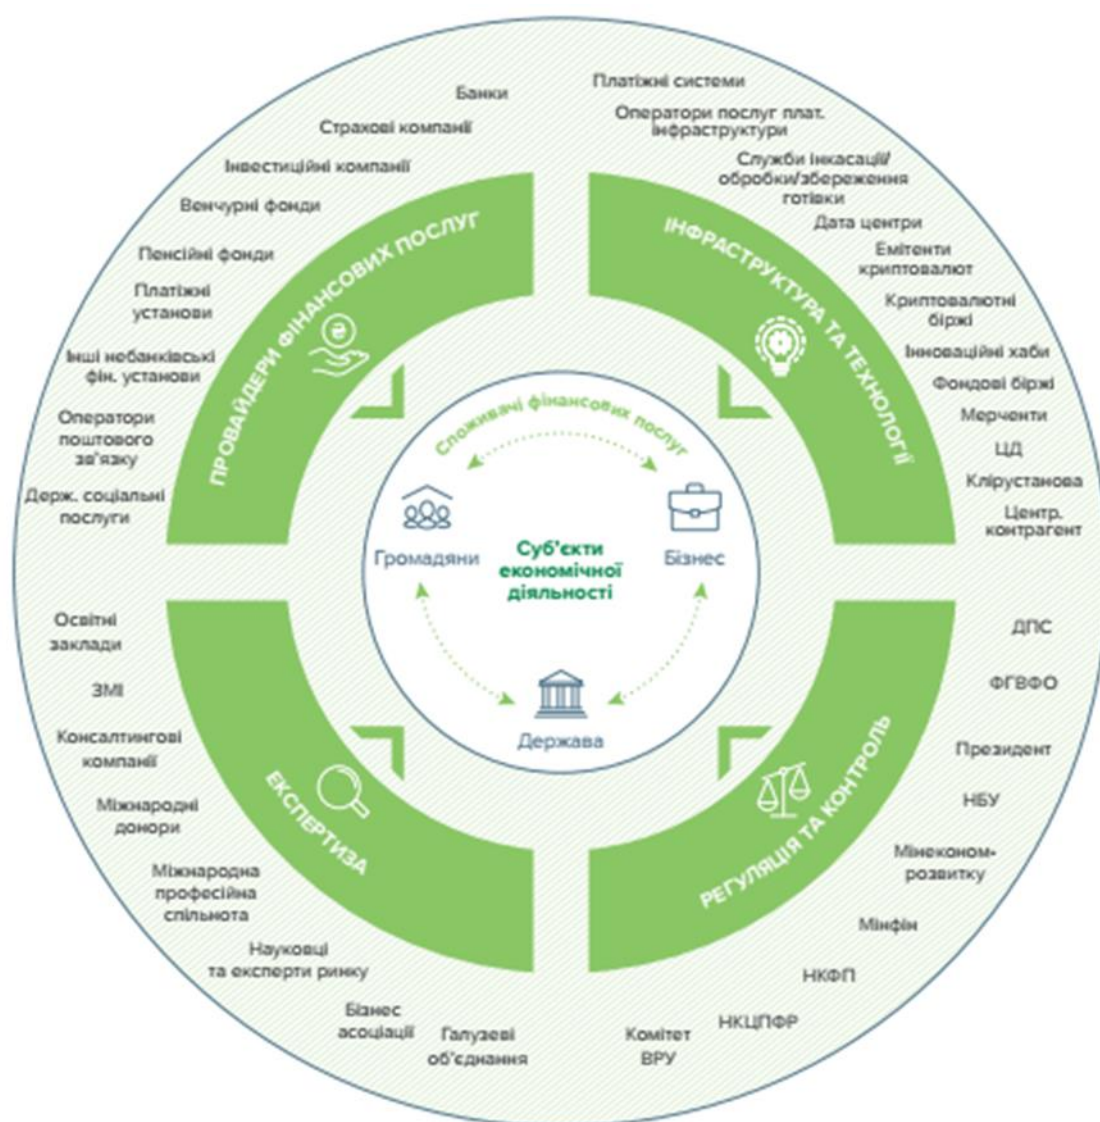 Банки
Страхові компанії
Інвестиційні компанії
Венчурні фонди
Пенсійні фонди
Платіжні
установи
Інші небанківські
фін. установи
Оператори
поштового
зв'язку
Держ. соціальні
послуги
ПРОВАЙДЕРИ ФІНАНСОВИХ ПОСЛУГ
Платіжні системи
Оператори послуг плат.
інфраструктури
Служби інкасації/
обробки/збереження
готівки
Дата центри
Емітенти
криптовалют
Криптовалютні
біржі
Інноваційні хаби
Фондові біржі
Мерченти
ЦД
Клірустанова
Центр.
контрагент
ІНФРАСТРУКТУРА ТА ТЕХНОЛОГІЇ
Споживачі фінансових послуг
Громадяни
Суб'єкти
економічної
діяльності
Бізнес
Держава
Освітні
заклади
ЗМІ
Консалтингові
компанії
Міжнародні
донори
Міжнародна
професійна
спільнота
Науковці
та експерти ринку
Бізнес
асоціації
Галузеві
об'єднання
ЕКСПЕРТИЗА
ДПС
ФГВФО
Президент
НБУ
Мінеконом-
розвитку
Мінфін
НКФП
НКЦПФР
Комітет
ВРУ
РЕГУЛЯЦІЯ ТА КОНТРОЛЬ